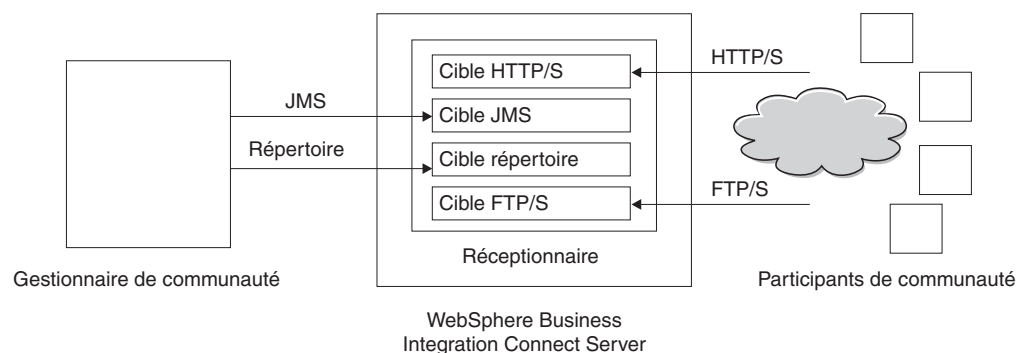 HTTP/S
Cible HTTP/S
JMS
Cible JMS
Répertoire
Cible répertoire
FTP/S
Cible FTP/S
Réceptionnaire
Gestionnaire de communauté
Participants de communauté
WebSphere Business
Integration Connect Server